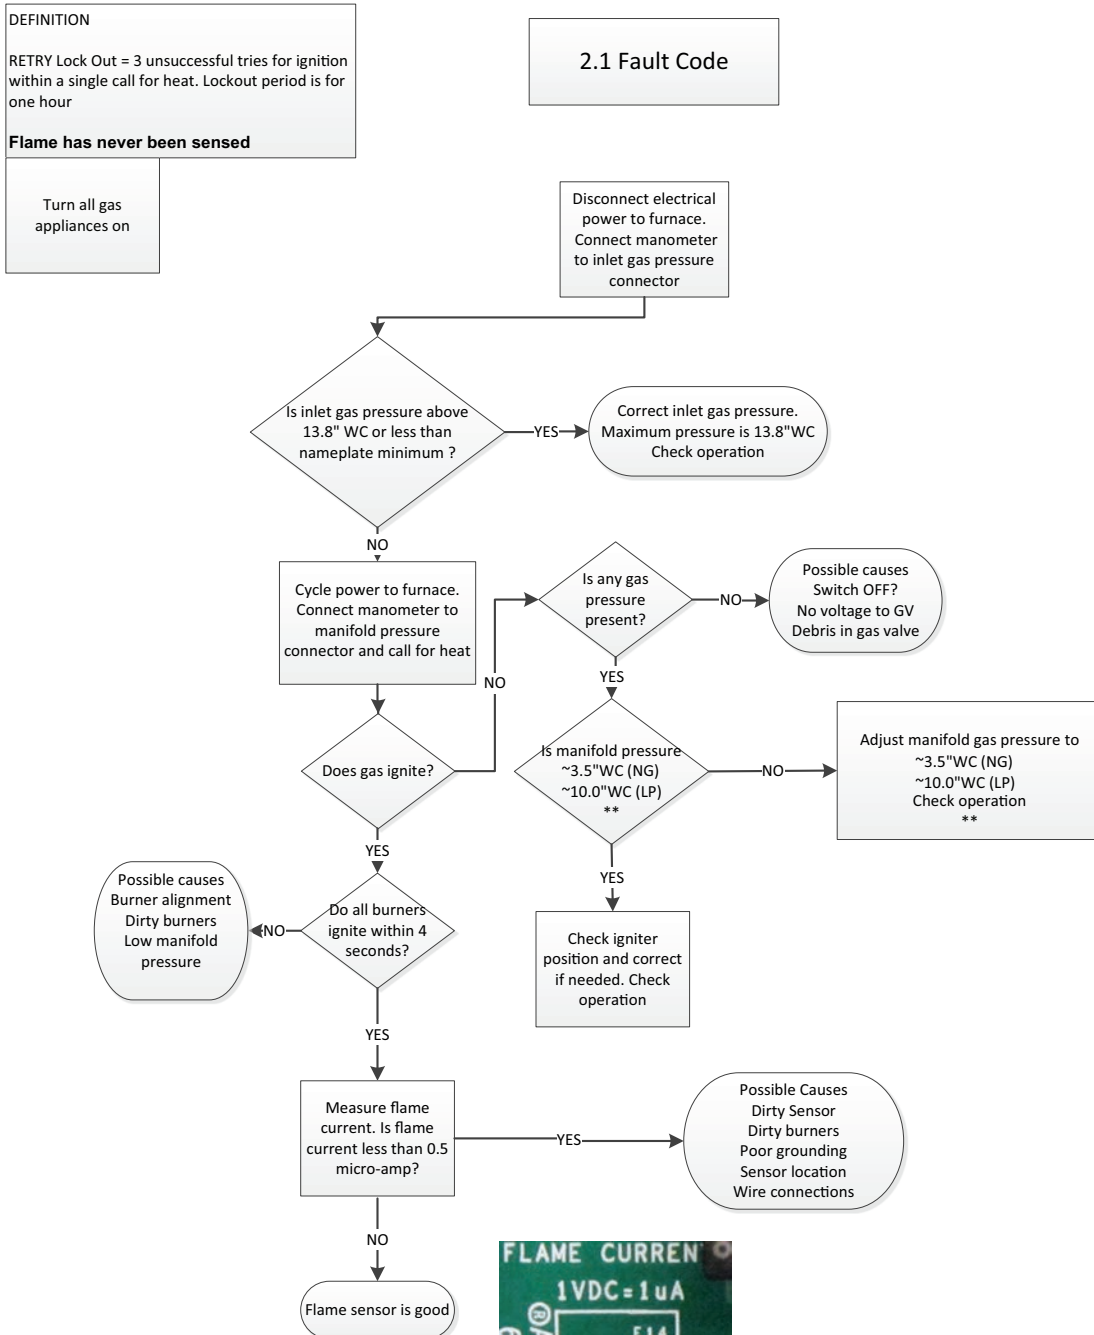 DEFINITION
RETRY Lock Out = 3 unsuccessful tries for ignition
within a single call for heat. Lockout period is for
one hour
Flame has never been sensed
2.1 Fault Code
Turn all gas
appliances on
Disconnect electrical
power to furnace.
Connect manometer
to inlet gas pressure
connector
Is inlet gas pressure above
13.8" WC or less than
nameplate minimum ?
YES
Correct inlet gas pressure.
Maximum pressure is 13.8"WC
Check operation
NO
Cycle power to furnace.
Connect manometer to
manifold pressure
connector and call for heat
NO
Is any gas
pressure
present?
NO
Possible causes
Switch OFF?
No voltage to GV
Debris in gas valve
YES
Does gas ignite?
Is manifold pressure
~3.5"WC (NG)
~10.0"WC (LP)
**
NO
Adjust manifold gas pressure to
~3.5"WC (NG)
~10.0"WC (LP)
Check operation
**
YES
YES
Possible causes
Burner alignment
Dirty burners
Low manifold
pressure
NO
Do all burners
ignite within 4
seconds?
Check igniter
position and correct
if needed. Check
operation
YES
Measure flame
current. Is flame
current less than 0.5
micro-amp?
YES
Possible Causes
Dirty Sensor
Dirty burners
Poor grounding
Sensor location
Wire connections
NO
Flame sensor is good
FLAME CURREN
1VDC=1uA
E14